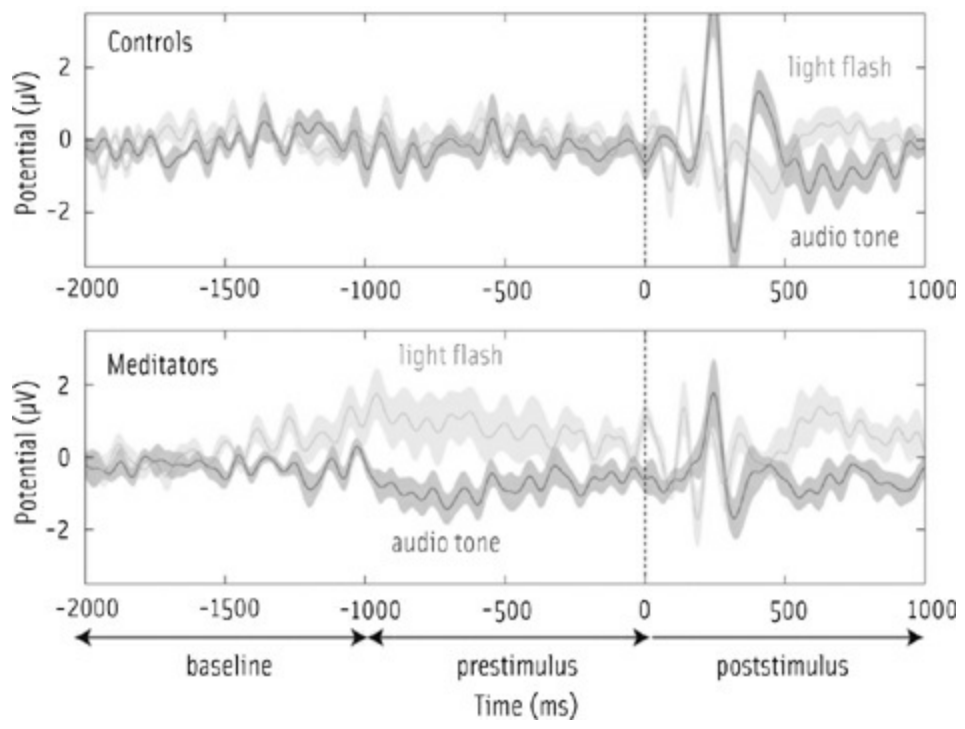 Controls
light flash
audio tone
Potential (μV)
2
0
-2
-2000 -1500 -1000 -500 0 500 1000
Meditators
light flash
audio tone
Potential (μV)
2
0
-2
-2000 -1500 -1000 -500 0 500 1000
baseline prestimulus poststimulus
Time (ms)